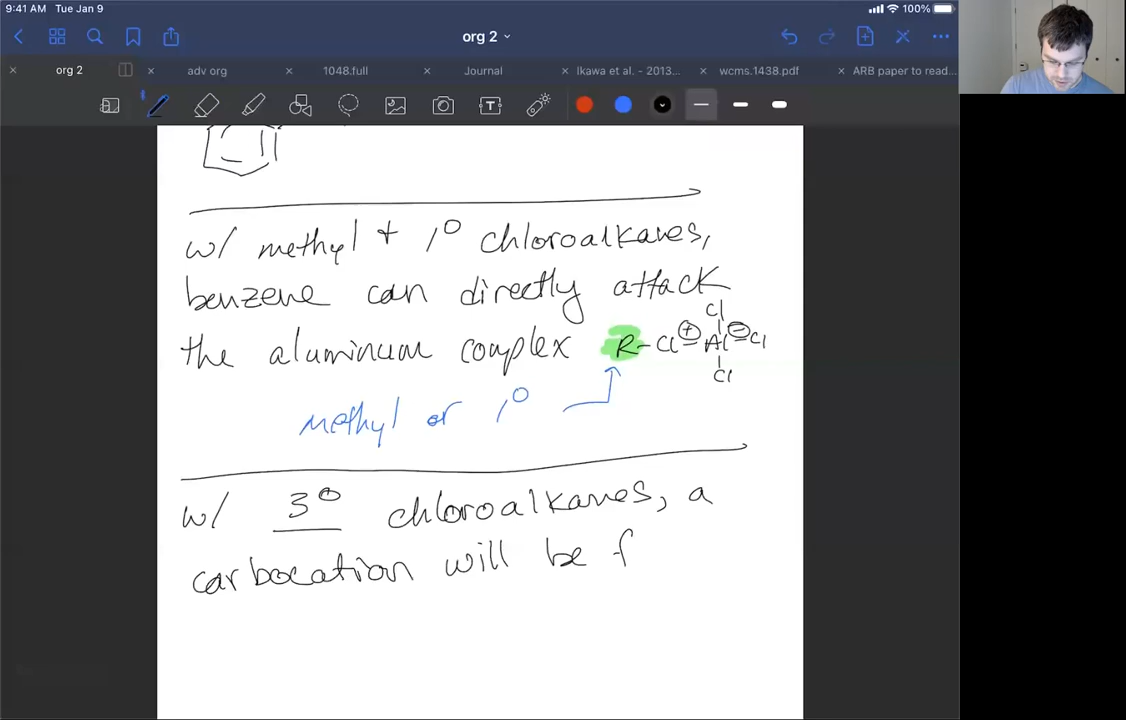 9:41 AM Tue Jan 9
100%
org 2
org 2
adv org
1048.full
Journal
Ikawa et al. - 2013...
wcms.1438.pdf
ARB paper to read...
T
w/ methyl + 1° chloroalkanes,
benzene can directly attack
the aluminum complex R-Cl⊕-Al⊖-Cl
Cl
Cl
methyl or 1°
w/ 3° chloroalkanes, a
carbocation will be f